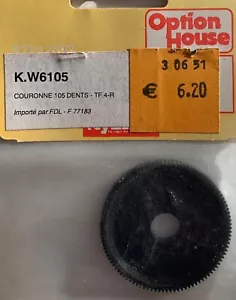 Option
House
K.W6105
COURONNE 105 DENTS - TF 4-R
Importé par FDL - F 77183
3 06 51
€ 6.20